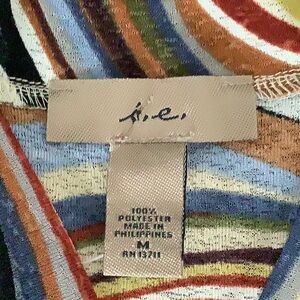 s.e.
100%
POLYESTER
MADE IN
PHILIPPINES
M
RN 13711